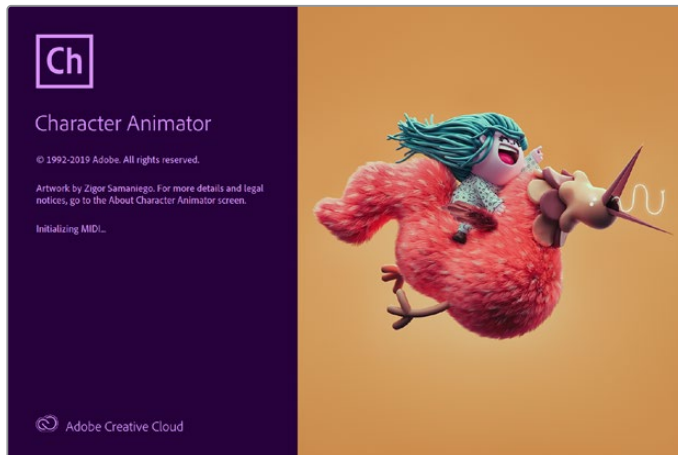 Ch
Character Animator
© 1992-2019 Adobe. All rights reserved.
Artwork by Zigor Samaniego. For more details and legal
notices, go to the About Character Animator screen.
Initializing MIDI...
Adobe Creative Cloud